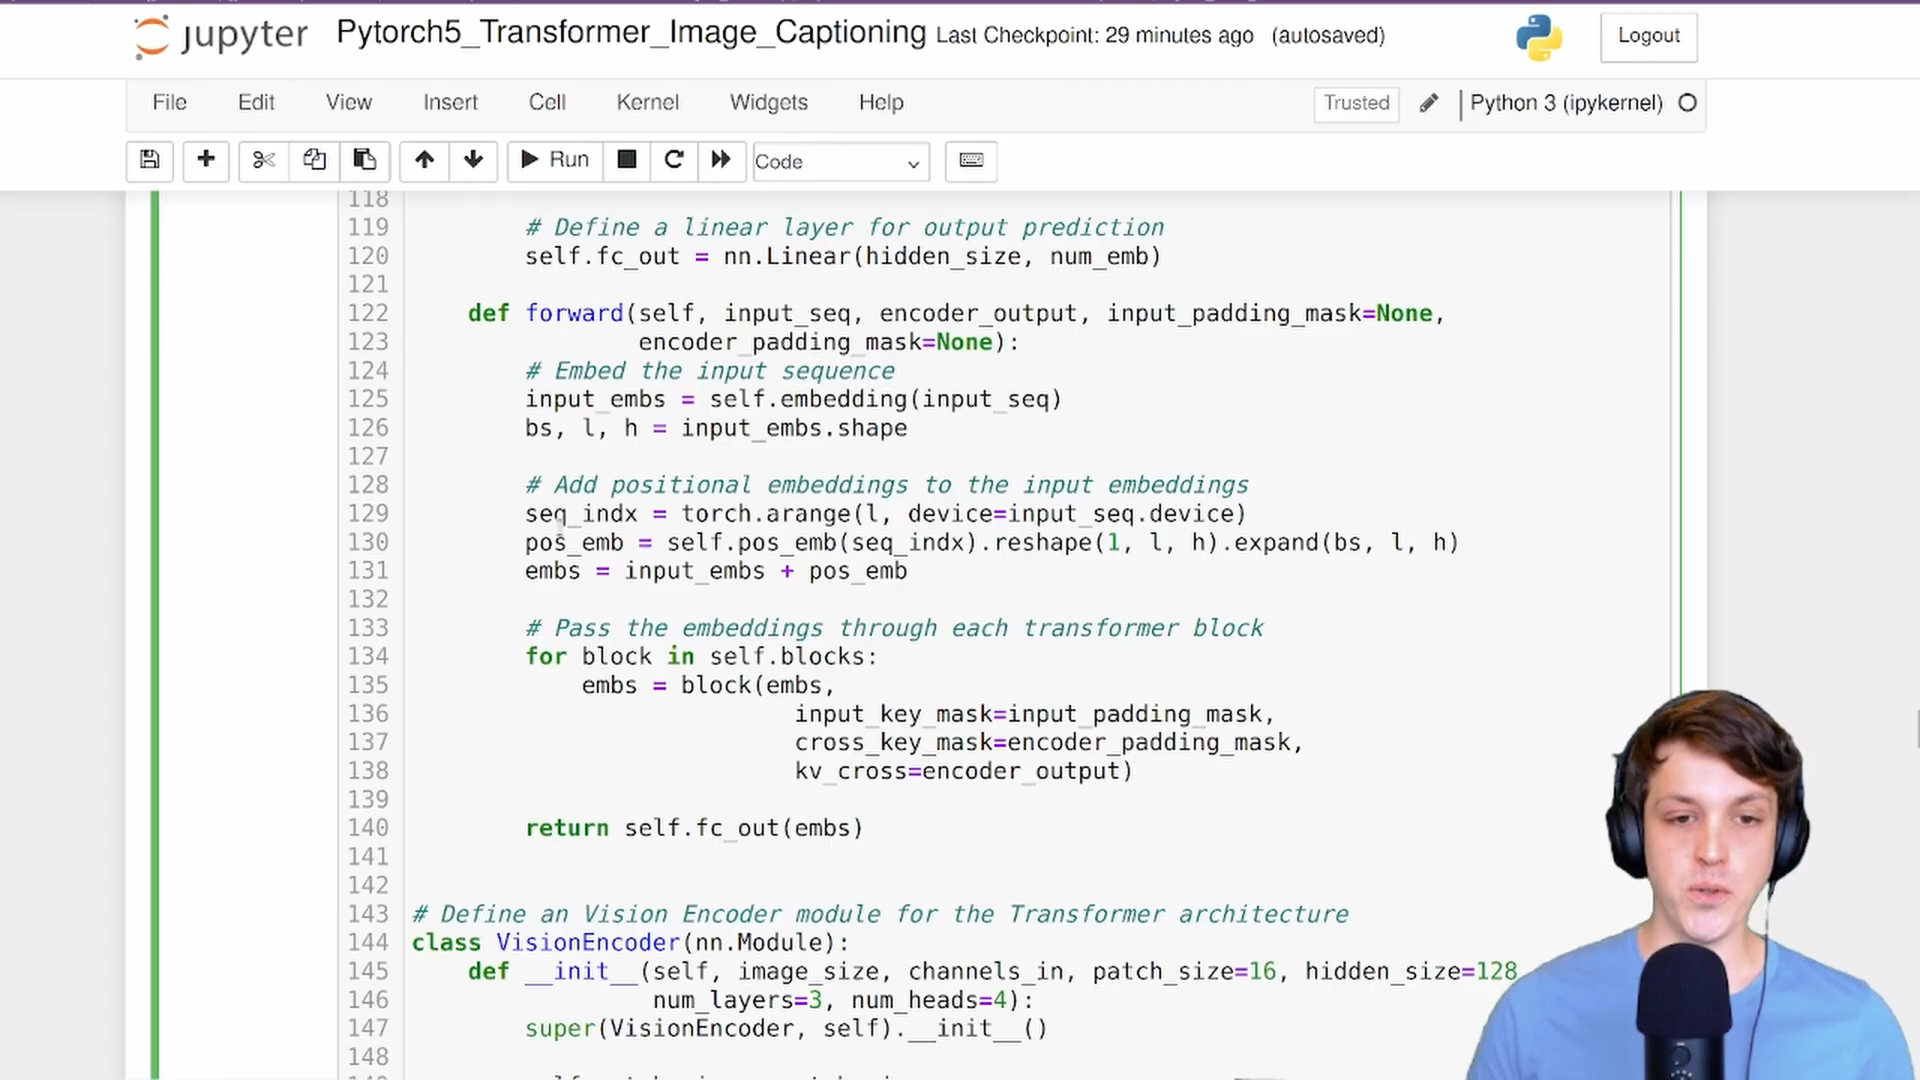 jupyter Pytorch5_Transformer_Image_Captioning Last Checkpoint: 29 minutes ago (autosaved) Logout
File Edit View Insert Cell Kernel Widgets Help Trusted Python 3 (ipykernel)
Run Code
118
119 # Define a linear layer for output prediction
120 self.fc_out = nn.Linear(hidden_size, num_emb)
121
122 def forward(self, input_seq, encoder_output, input_padding_mask=None,
123 encoder_padding_mask=None):
124 # Embed the input sequence
125 input_embs = self.embedding(input_seq)
126 bs, l, h = input_embs.shape
127
128 # Add positional embeddings to the input embeddings
129 seq_indx = torch.arange(l, device=input_seq.device)
130 pos_emb = self.pos_emb(seq_indx).reshape(1, l, h).expand(bs, l, h)
131 embs = input_embs + pos_emb
132
133 # Pass the embeddings through each transformer block
134 for block in self.blocks:
135 embs = block(embs,
136 input_key_mask=input_padding_mask,
137 cross_key_mask=encoder_padding_mask,
138 kv_cross=encoder_output)
139
140 return self.fc_out(embs)
141
142
143 # Define an Vision Encoder module for the Transformer architecture
144 class VisionEncoder(nn.Module):
145 def __init__(self, image_size, channels_in, patch_size=16, hidden_size=128
146 num_layers=3, num_heads=4):
147 super(VisionEncoder, self).__init__()
148